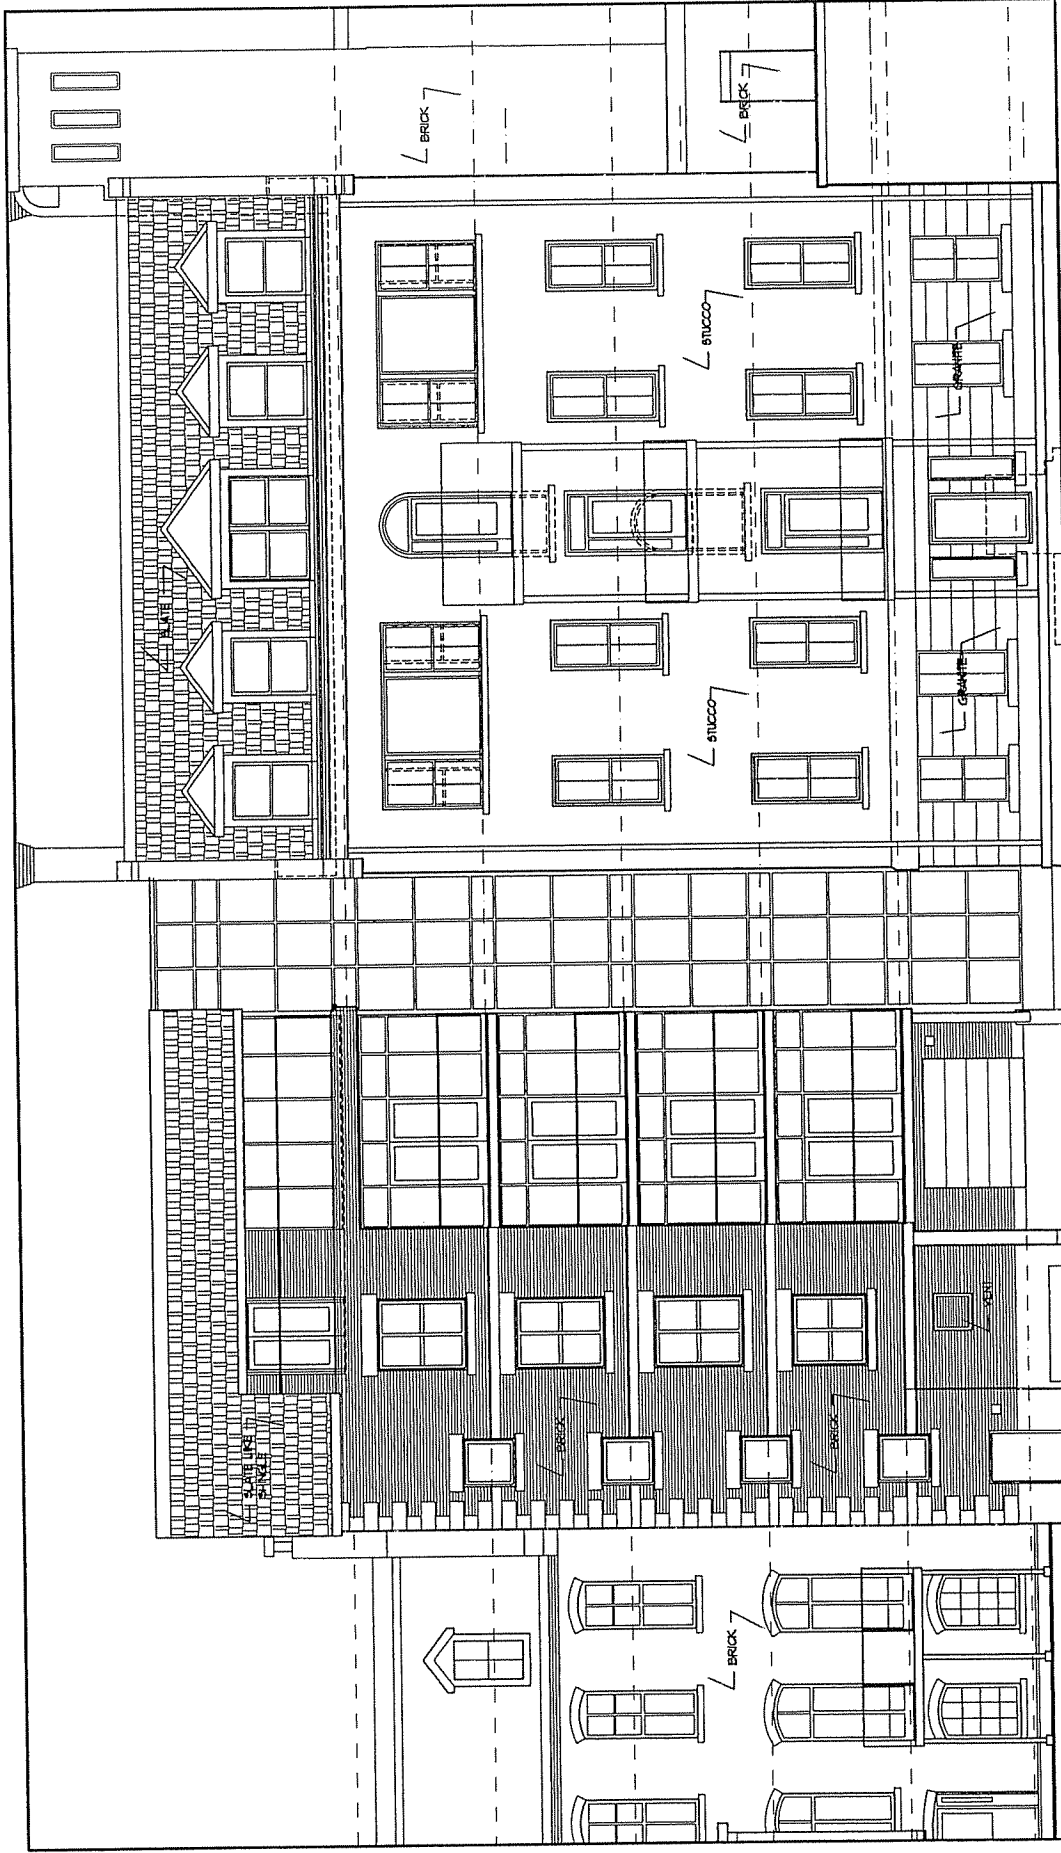 SLATE LIKE
SHINGLE
SLATE
BRICK
BRICK
BRICK
BRICK
BRICK
STUCCO
STUCCO
GRANITE
GRANITE
VENT